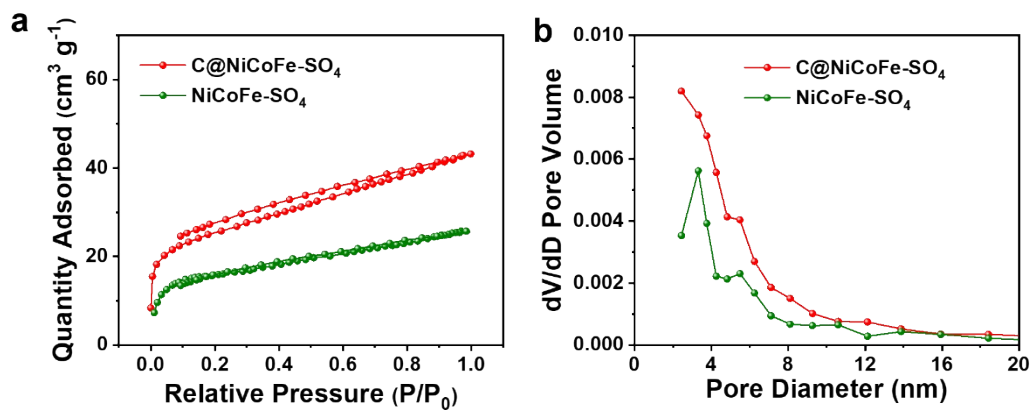 a
Quantity Adsorbed (cm³ g⁻¹)
60
40
20
0
C@NiCoFe-SO₄
NiCoFe-SO₄
0.0 0.2 0.4 0.6 0.8 1.0
Relative Pressure (P/P₀)
b
dV/dD Pore Volume
0.010
0.008
0.006
0.004
0.002
0.000
C@NiCoFe-SO₄
NiCoFe-SO₄
0 4 8 12 16 20
Pore Diameter (nm)